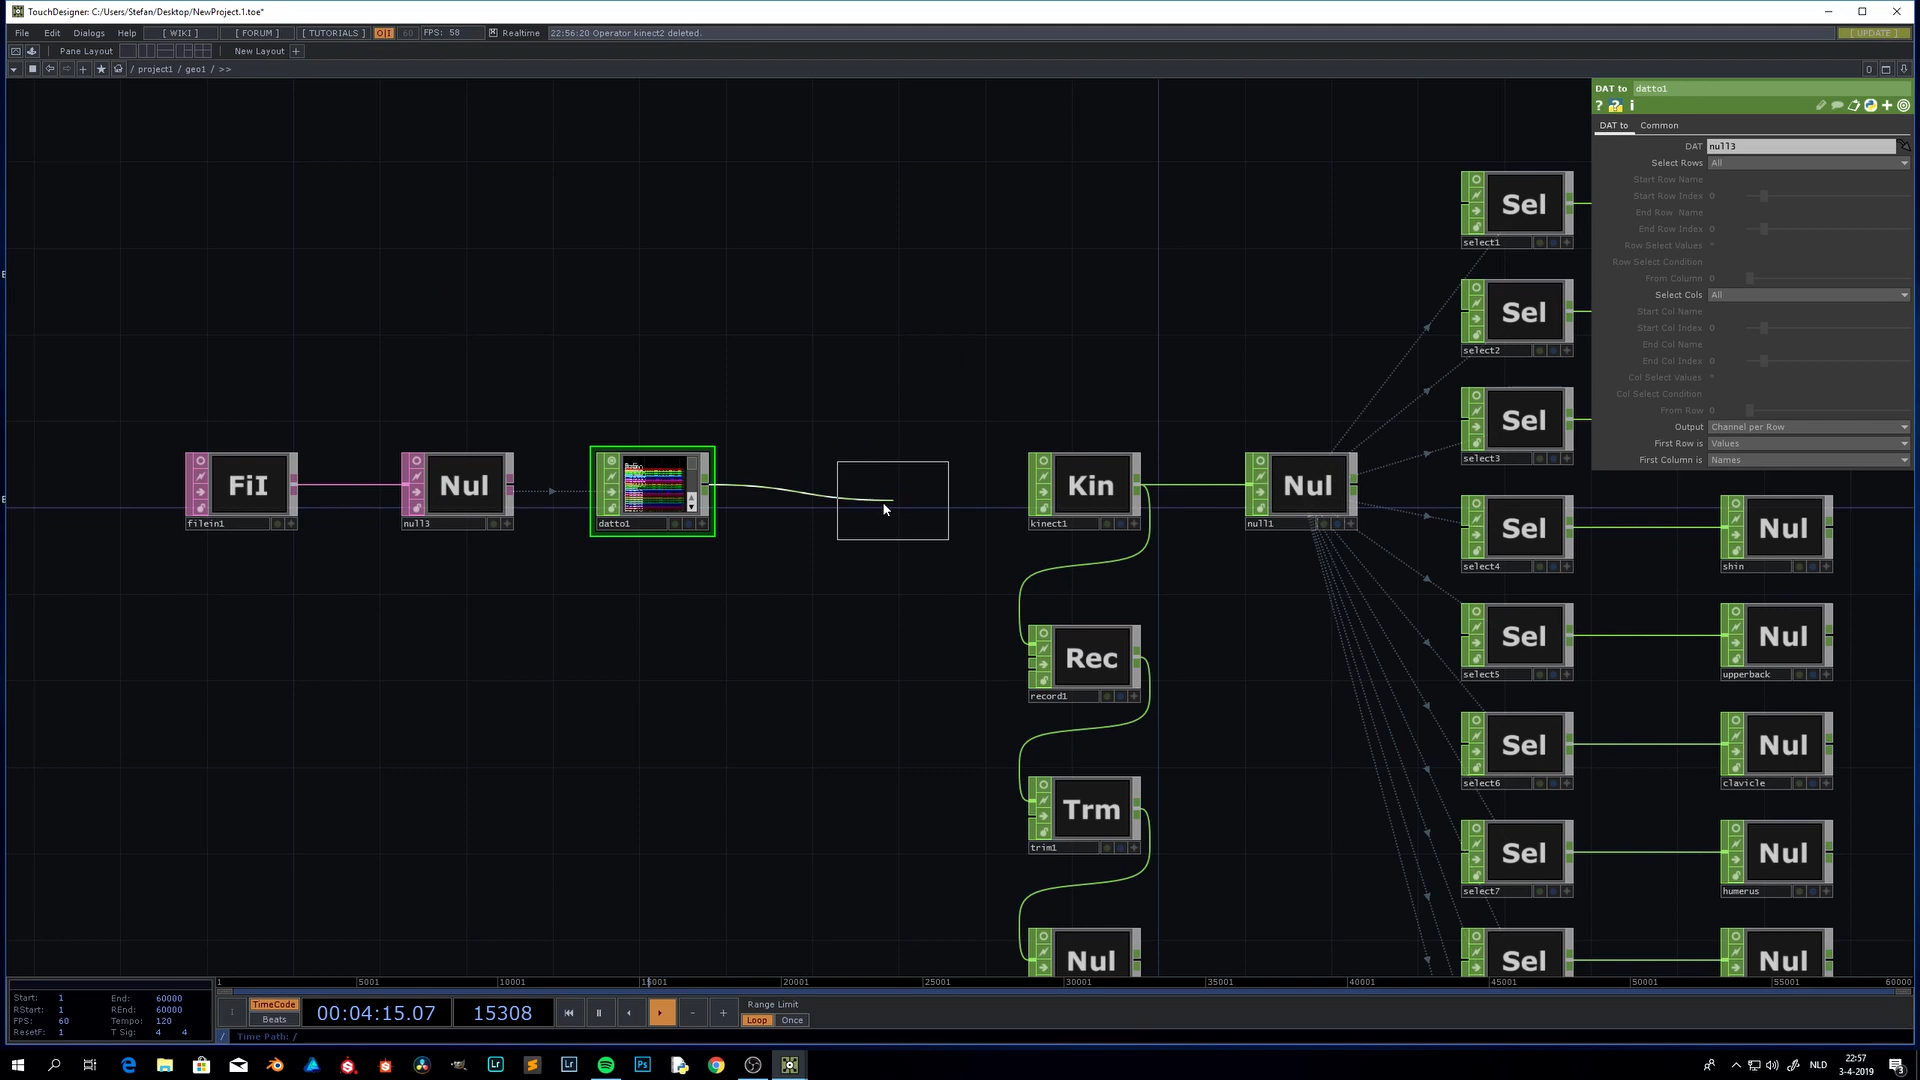 TouchDesigner: C:/Users/Stefan/Desktop/NewProject.1.toe*
File Edit Dialogs Help [ WIKI ] [ FORUM ] [ TUTORIALS ] O|I 60 FPS: 58 Realtime 22:56:20 Operator kinect2 deleted. [ UPDATE ]
Pane Layout New Layout +
/ project1 / geo1 / >> 0
DAT to datto1
? i
DAT to Common
DAT null3
Select Rows All
Start Row Name
Start Row Index 0
End Row Name
End Row Index 0
Row Select Values *
Row Select Condition
From Column 0
Select Cols All
Start Col Name
Start Col Index 0
End Col Name
End Col Index 0
Col Select Values *
Col Select Condition
From Row 0
Output Channel per Row
First Row is Values
First Column is Names
Sel
select1
Sel
select2
Sel
select3
FiI
filein1
Nul
null3
datto1
Kin
kinect1
Nul
null1
Sel
select4
Nul
shin
Sel
select5
Nul
upperback
Rec
record1
Sel
select6
Nul
clavicle
Trm
trim1
Sel
select7
Nul
humerus
Nul
Sel
Nul
1 5001 10001 15001 20001 25001 30001 35001 40001 45001 50001 55001 60000
Start: 1 End: 60000
RStart: 1 REnd: 60000
FPS: 60 Tempo: 120
ResetF: 1 T Sig: 4 4
TimeCode
Beats
00:04:15.07 15308
- +
Range Limit
Loop Once
/ Time Path: /
Lr Lr Ps
NLD
22:57
3-4-2019
3